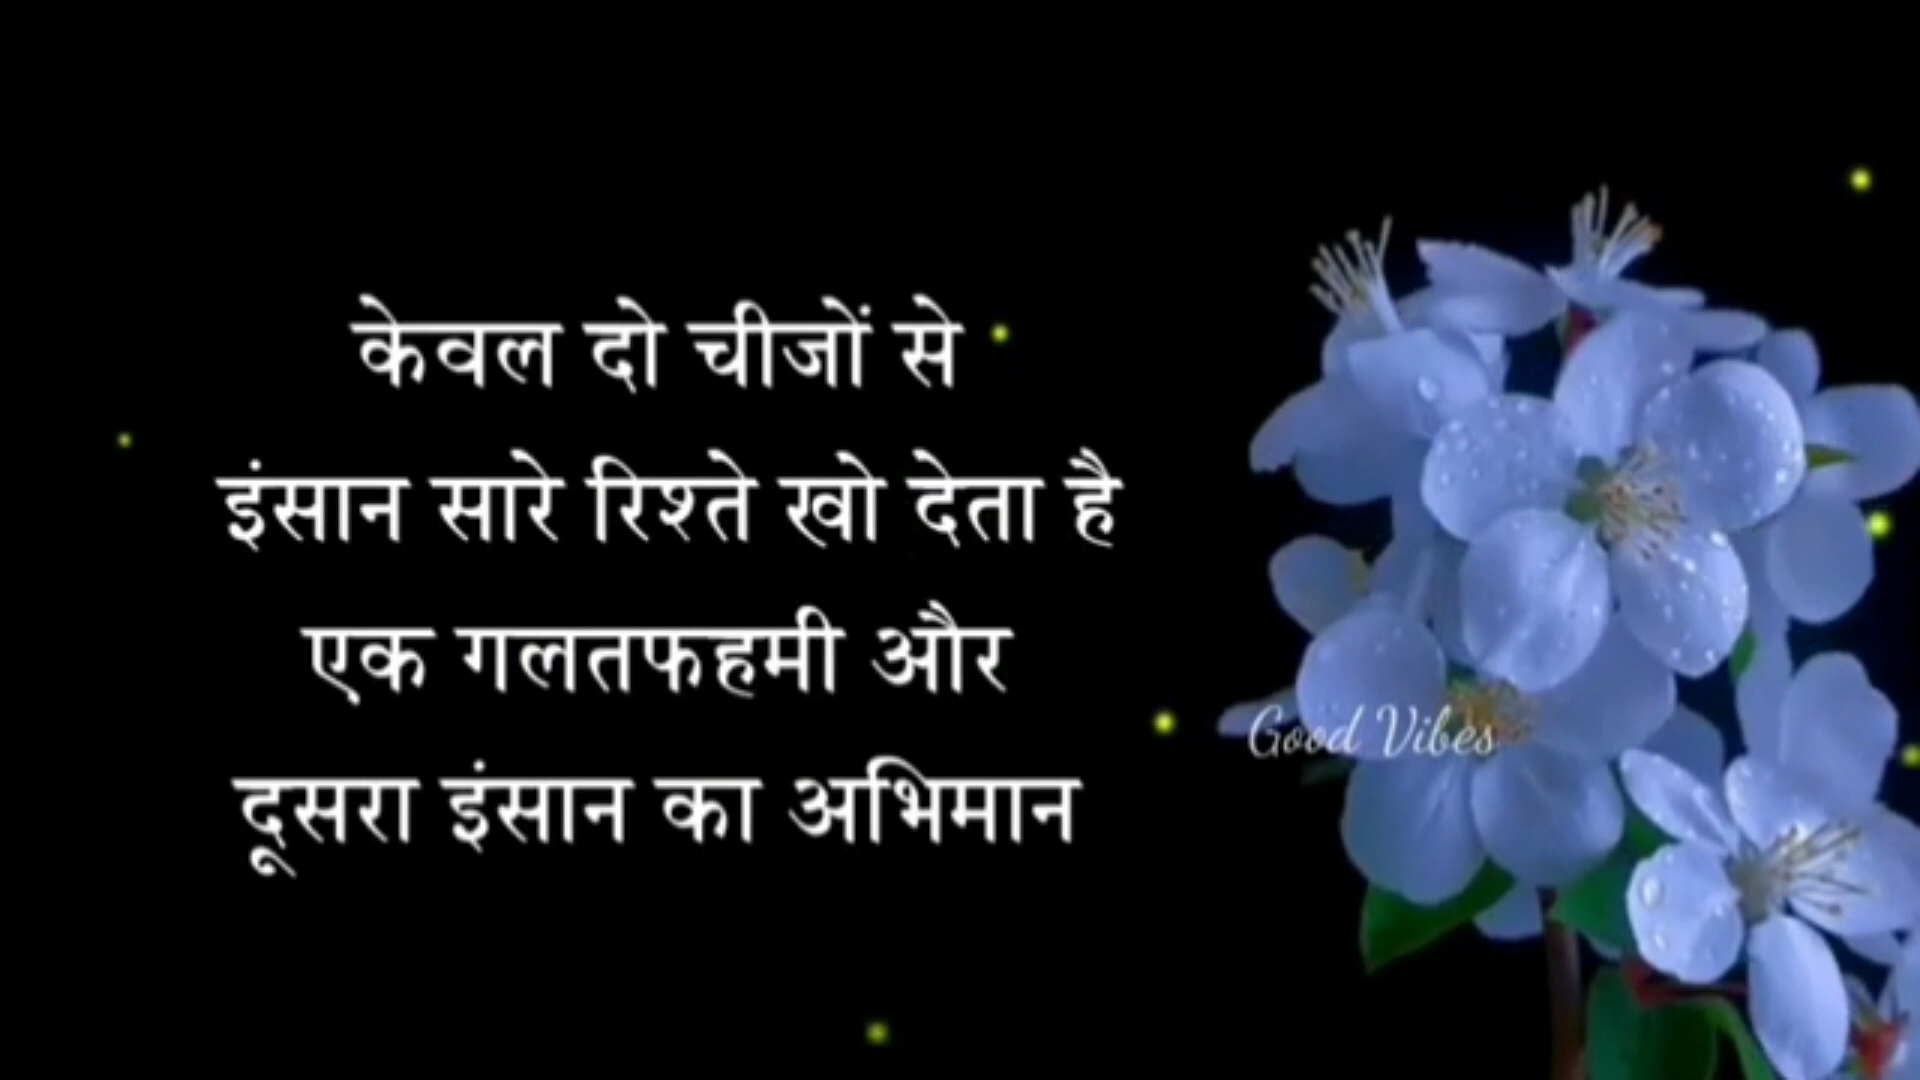 केवल दो चीजों से
इंसान सारे रिश्ते खो देता है
एक गलतफहमी और
दूसरा इंसान का अभिमान
Good Vibes